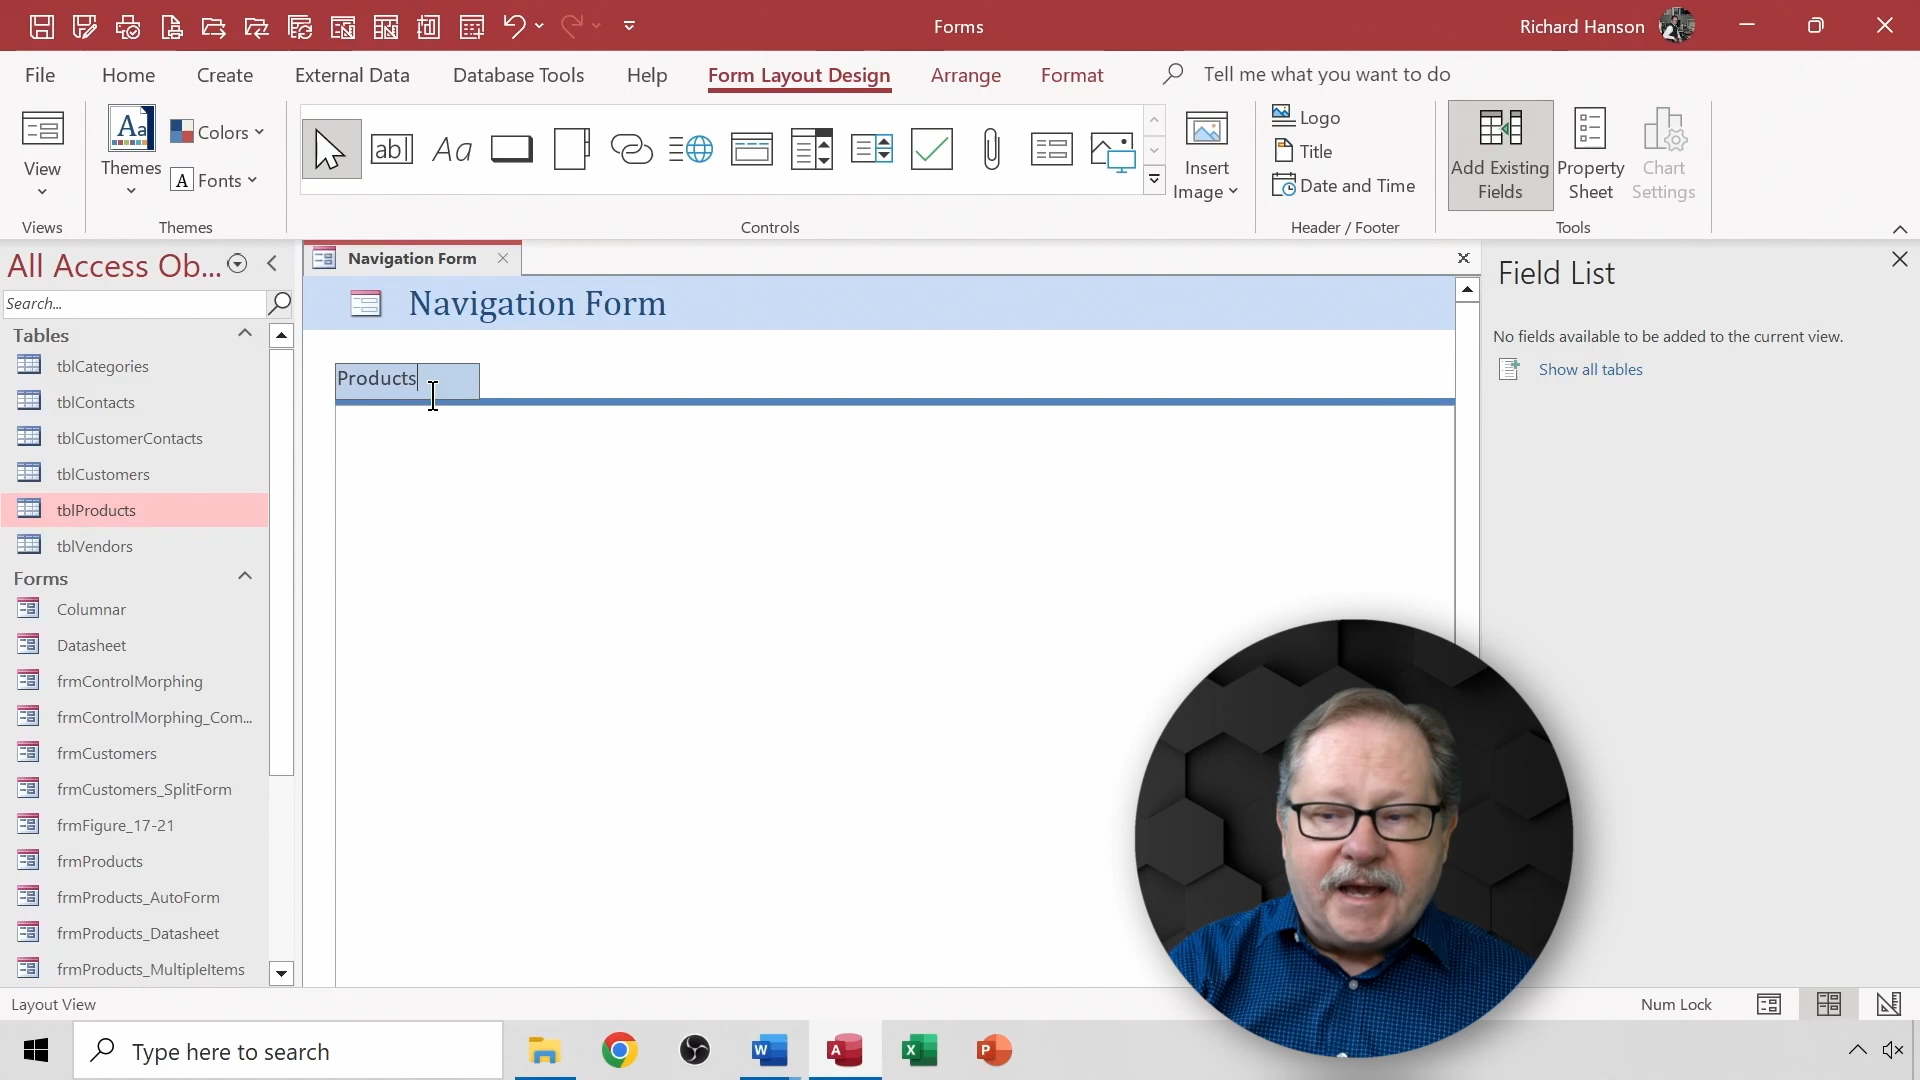 Forms
Richard Hanson
File
Home
Create
External Data
Database Tools
Help
Form Layout Design
Arrange
Format
Tell me what you want to do
View
Views
Aa
Themes
Colors
A Fonts
Themes
ab
Aa
Controls
Insert
Image
Logo
Title
Date and Time
Header / Footer
Add Existing
Fields
Property
Sheet
Chart
Settings
Tools
All Access Ob...
Search...
Tables
tblCategories
tblContacts
tblCustomerContacts
tblCustomers
tblProducts
tblVendors
Forms
Columnar
Datasheet
frmControlMorphing
frmControlMorphing_Com...
frmCustomers
frmCustomers_SplitForm
frmFigure_17-21
frmProducts
frmProducts_AutoForm
frmProducts_Datasheet
frmProducts_MultipleItems
Navigation Form
Navigation Form
Products
Field List
No fields available to be added to the current view.
Show all tables
Layout View
Num Lock
Type here to search
W
A
X
P